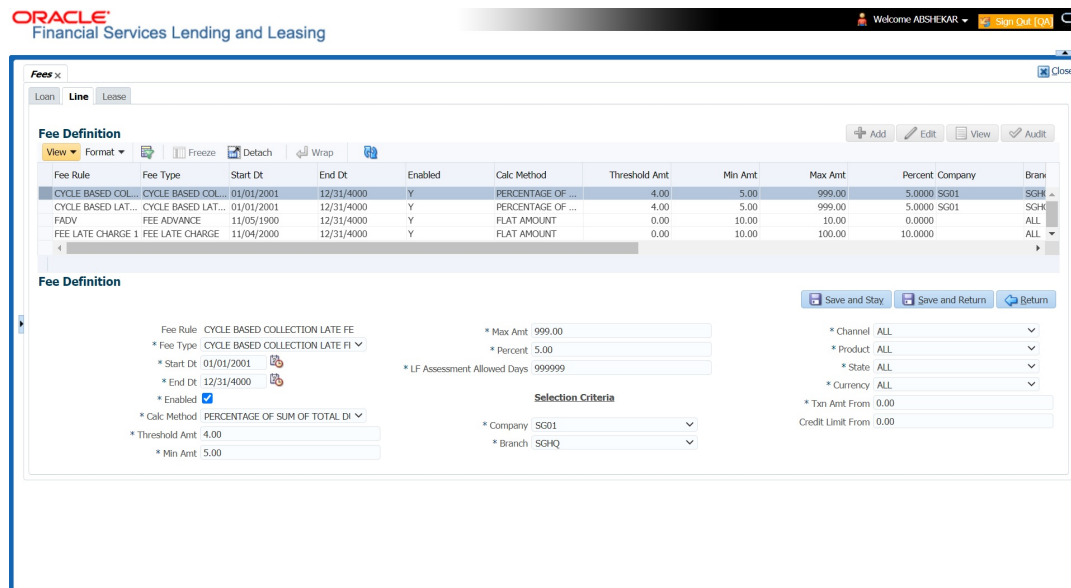 ORACLE
Financial Services Lending and Leasing
Welcome ABSHEKAR
Sign Out [QA]
Fees x
Close
Loan Line Lease
Fee Definition
Add Edit View Audit
View Format Freeze Detach Wrap
Fee Rule Fee Type Start Dt End Dt Enabled Calc Method Threshold Amt Min Amt Max Amt Percent Company Bran
CYCLE BASED COL... CYCLE BASED COL... 01/01/2001 12/31/4000 Y PERCENTAGE OF ... 4.00 5.00 999.00 5.0000 SG01 SGH
CYCLE BASED LAT... CYCLE BASED LAT... 01/01/2001 12/31/4000 Y PERCENTAGE OF ... 4.00 5.00 999.00 5.0000 SG01 SGH
FADV FEE ADVANCE 11/05/1900 12/31/4000 Y FLAT AMOUNT 0.00 10.00 10.00 0.0000 ALL
FEE LATE CHARGE 1 FEE LATE CHARGE 11/04/2000 12/31/4000 Y FLAT AMOUNT 0.00 10.00 100.00 10.0000 ALL
Fee Definition
Save and Stay Save and Return Return
Fee Rule CYCLE BASED COLLECTION LATE FE
* Fee Type CYCLE BASED COLLECTION LATE FI
* Start Dt 01/01/2001
* End Dt 12/31/4000
* Enabled
* Calc Method PERCENTAGE OF SUM OF TOTAL DI
* Threshold Amt 4.00
* Min Amt 5.00
* Max Amt 999.00
* Percent 5.00
* LF Assessment Allowed Days 999999
Selection Criteria
* Company SG01
* Branch SGHQ
* Channel ALL
* Product ALL
* State ALL
* Currency ALL
* Txn Amt From 0.00
Credit Limit From 0.00